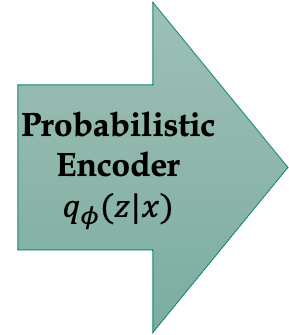 Probabilistic
Encoder
𝑞𝜙(𝑧|𝑥)